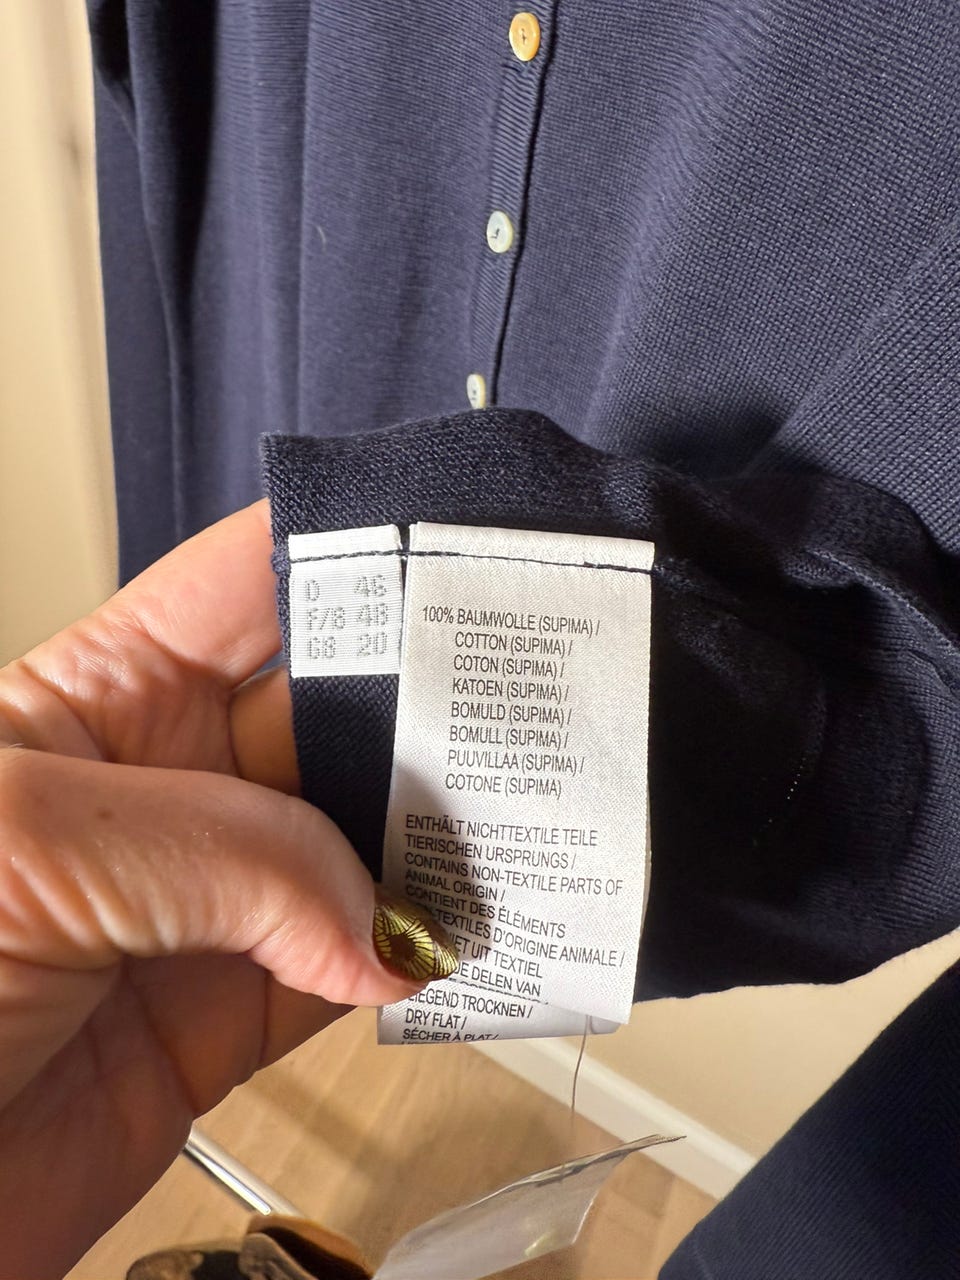 D 46
F/B 48
GB 20
100% BAUMWOLLE (SUPIMA) /
COTTON (SUPIMA) /
COTON (SUPIMA) /
KATOEN (SUPIMA) /
BOMULD (SUPIMA) /
BOMULL (SUPIMA) /
PUUVILLAA (SUPIMA) /
COTONE (SUPIMA)
ENTHÄLT NICHTTEXTILE TEILE
TIERISCHEN URSPRUNGS /
CONTAINS NON-TEXTILE PARTS OF
ANIMAL ORIGIN /
CONTIENT DES ÉLÉMENTS
NON-TEXTILES D'ORIGINE ANIMALE /
UIT TEXTIEL
DELEN VAN
LIEGEND TROCKNEN /
DRY FLAT /
SÉCHER À PLAT /